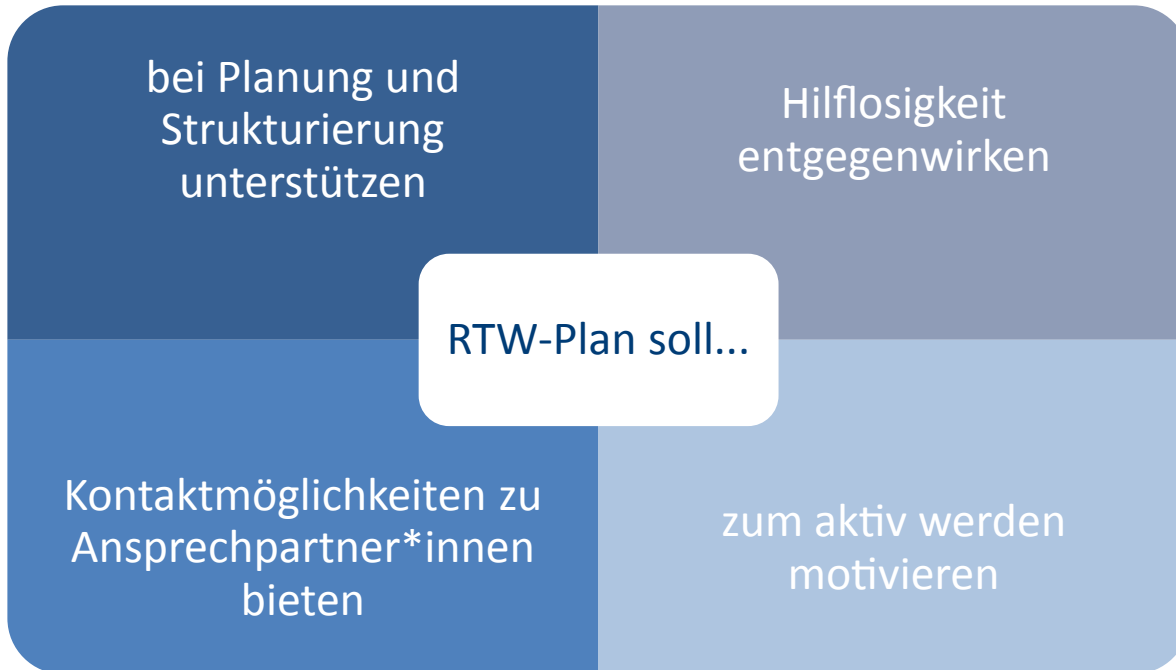 bei Planung und
Strukturierung
unterstützen
Hilflosigkeit
entgegenwirken
RTW-Plan soll...
Kontaktmöglichkeiten zu
Ansprechpartner*innen
bieten
zum aktiv werden
motivieren